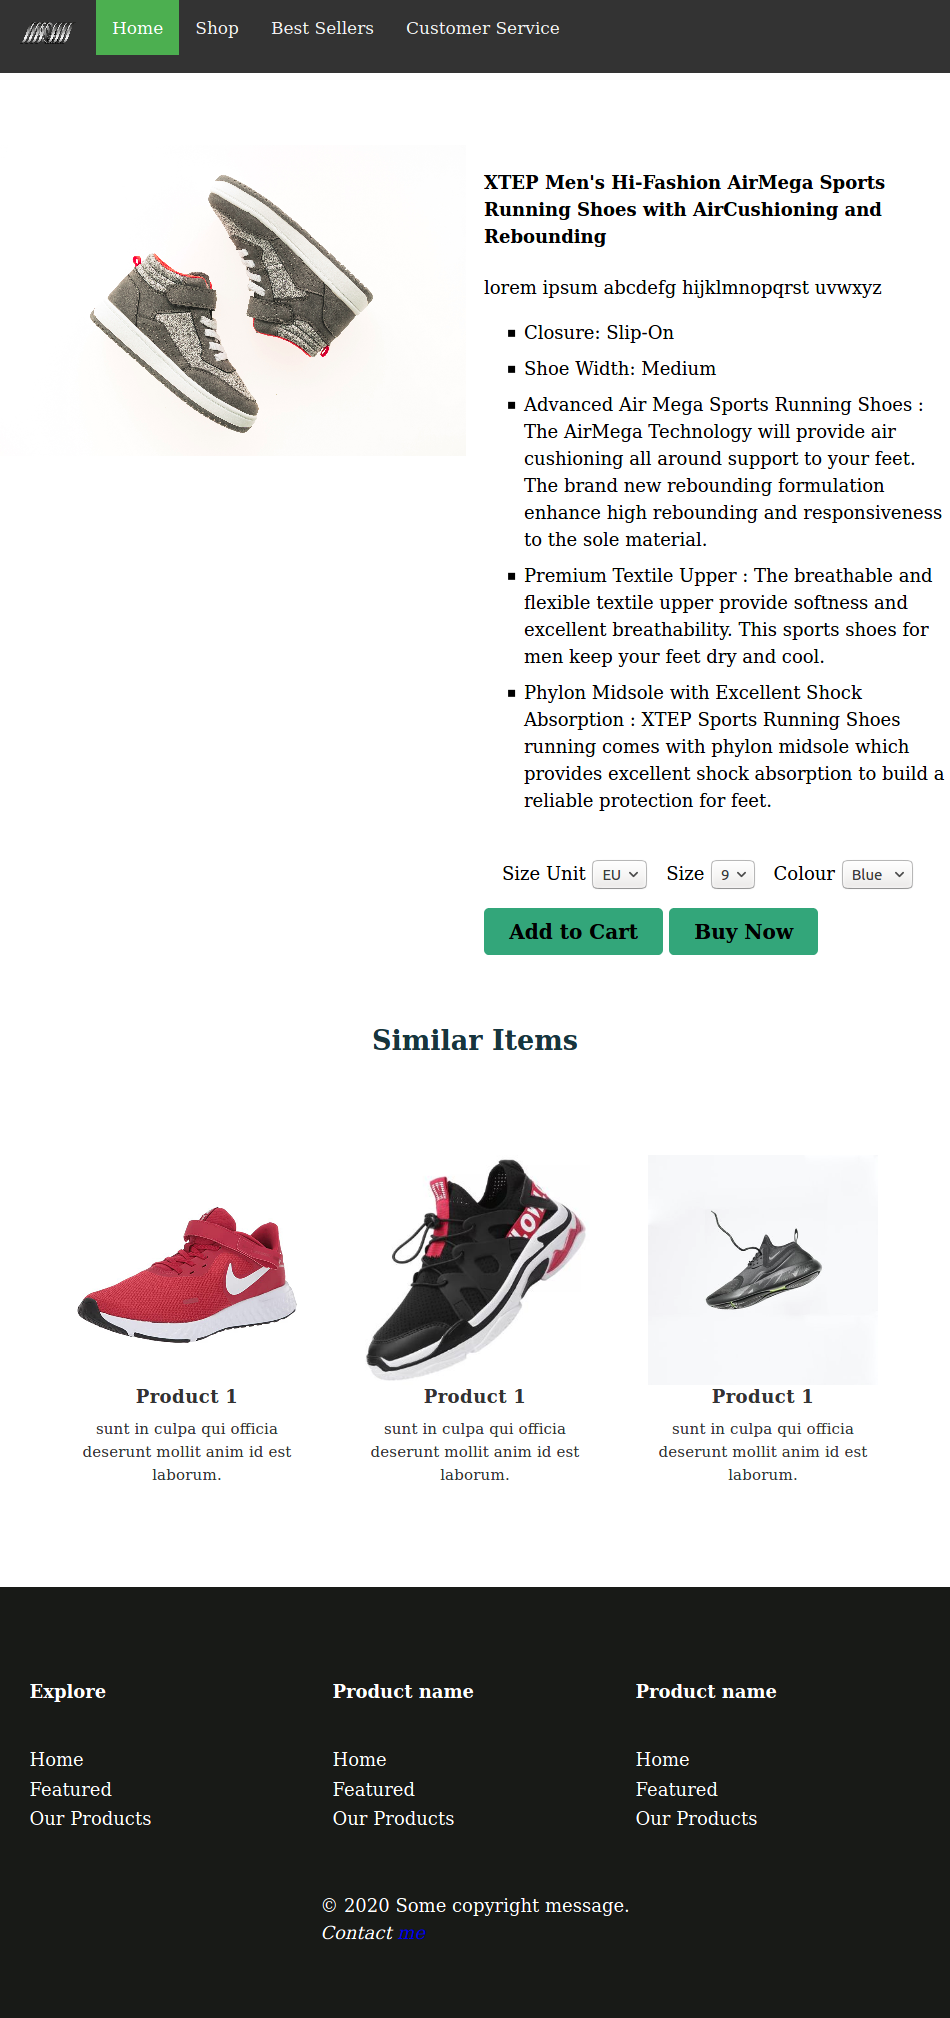 Home Shop Best Sellers Customer Service
XTEP Men's Hi-Fashion AirMega Sports
Running Shoes with AirCushioning and
Rebounding
lorem ipsum abcdefg hijklmnopqrst uvwxyz
Closure: Slip-On
Shoe Width: Medium
Advanced Air Mega Sports Running Shoes :
The AirMega Technology will provide air
cushioning all around support to your feet.
The brand new rebounding formulation
enhance high rebounding and responsiveness
to the sole material.
Premium Textile Upper : The breathable and
flexible textile upper provide softness and
excellent breathability. This sports shoes for
men keep your feet dry and cool.
Phylon Midsole with Excellent Shock
Absorption : XTEP Sports Running Shoes
running comes with phylon midsole which
provides excellent shock absorption to build a
reliable protection for feet.
Size Unit EU Size 9 Colour Blue
Add to Cart Buy Now
Similar Items
Product 1
sunt in culpa qui officia
deserunt mollit anim id est
laborum.
Product 1
sunt in culpa qui officia
deserunt mollit anim id est
laborum.
Product 1
sunt in culpa qui officia
deserunt mollit anim id est
laborum.
Explore
Home
Featured
Our Products
Product name
Home
Featured
Our Products
Product name
Home
Featured
Our Products
© 2020 Some copyright message.
Contact me